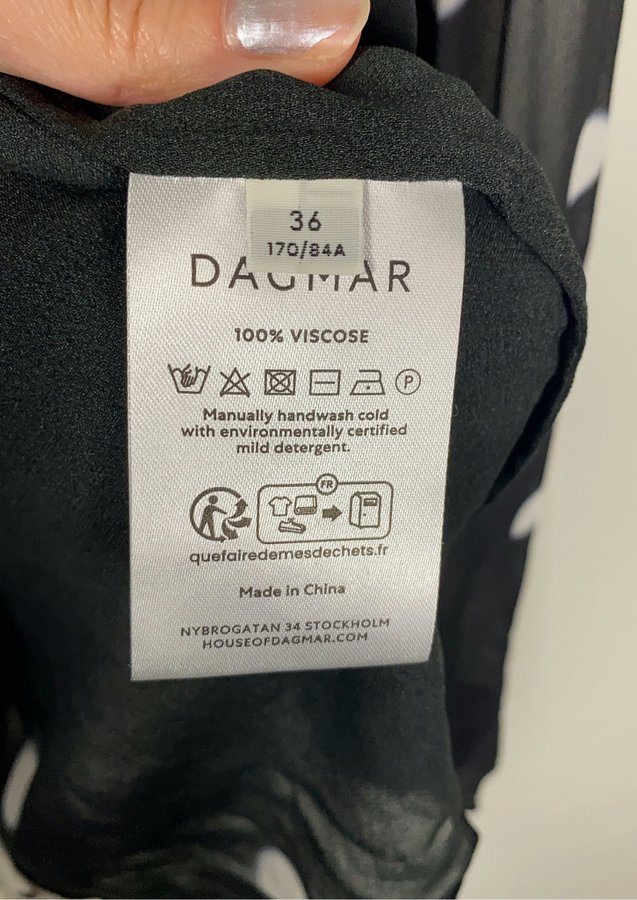 36
170/84A
DAGMAR
100% VISCOSE
P
Manually handwash cold
with environmentally certified
mild detergent.
FR
quefairedemesdechets.fr
Made in China
NYBROGATAN 34 STOCKHOLM
HOUSEOFDAGMAR.COM